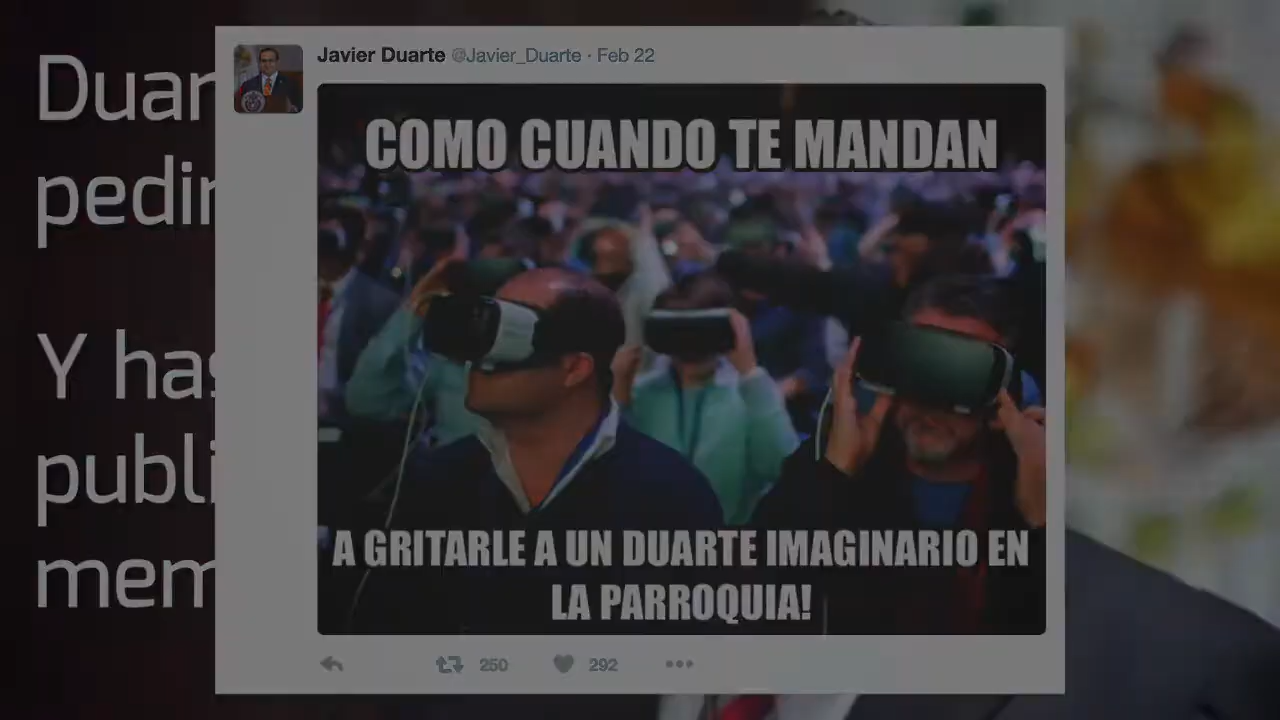 Duar
pedir
Y has
publi
mem
Javier Duarte @Javier_Duarte · Feb 22
COMO CUANDO TE MANDAN
A GRITARLE A UN DUARTE IMAGINARIO EN
LA PARROQUIA!
250 292